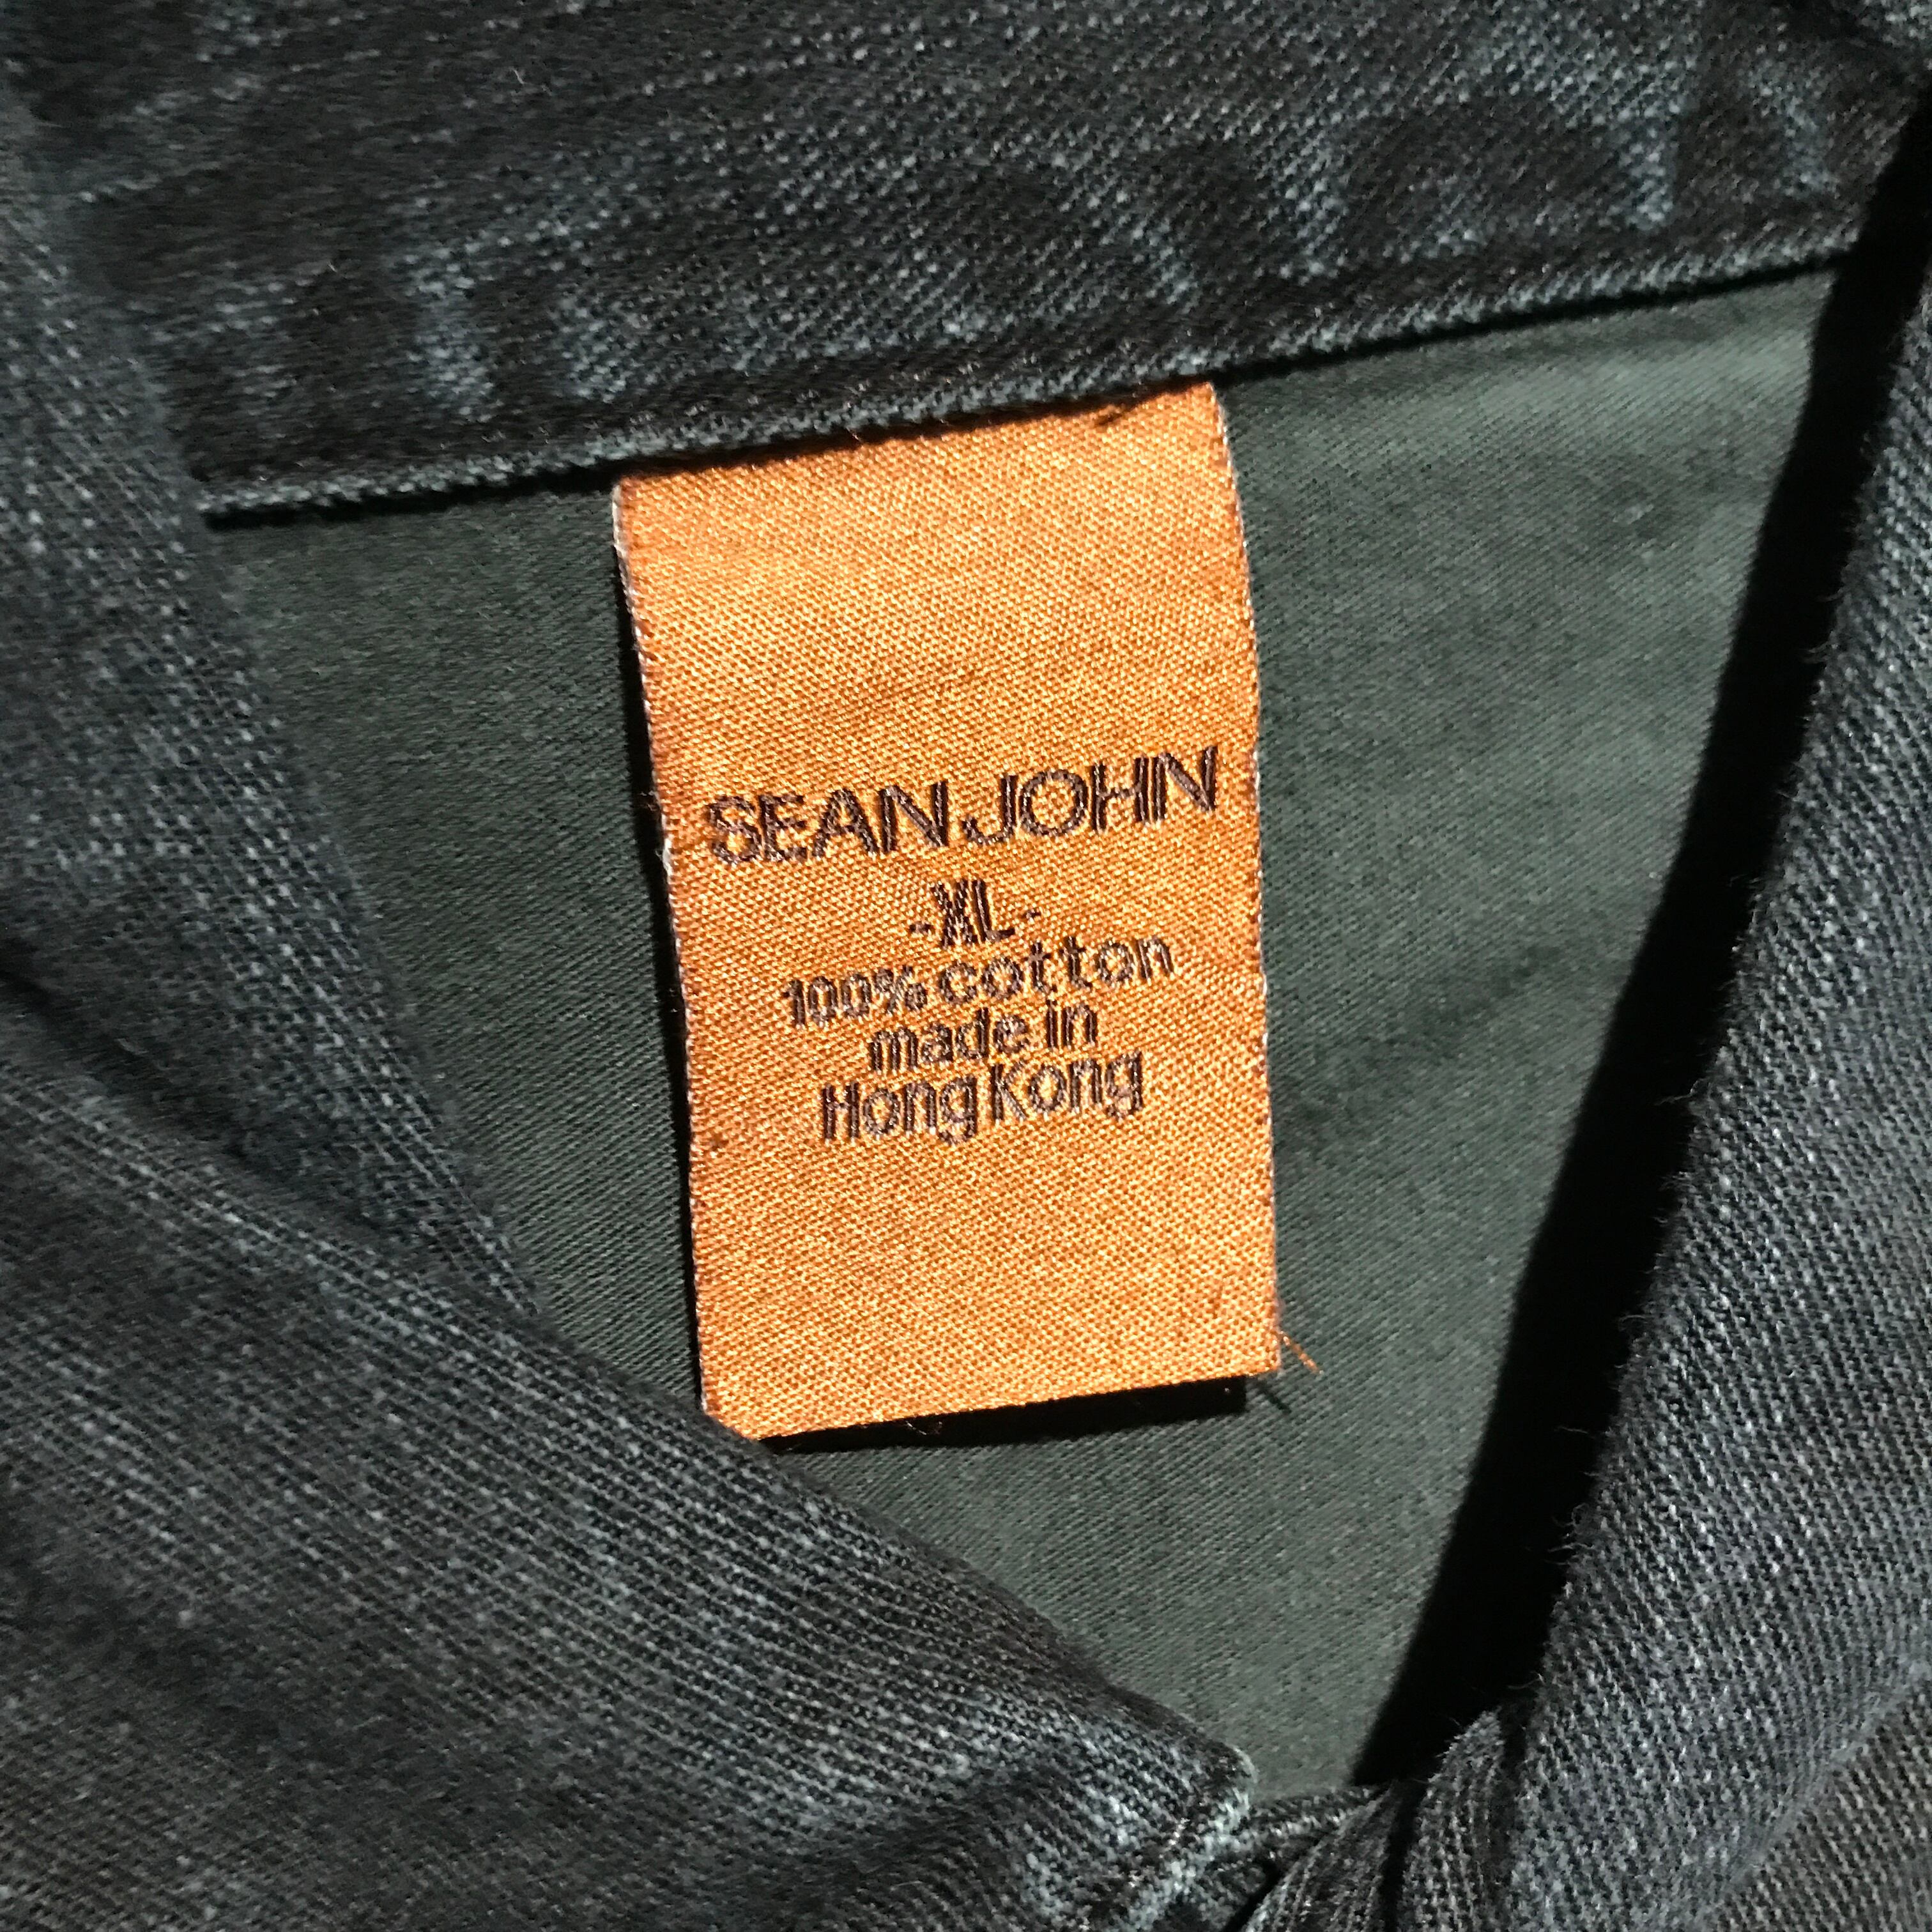 SEAN JOHN
-XL-
100% cotton
made in
Hong Kong